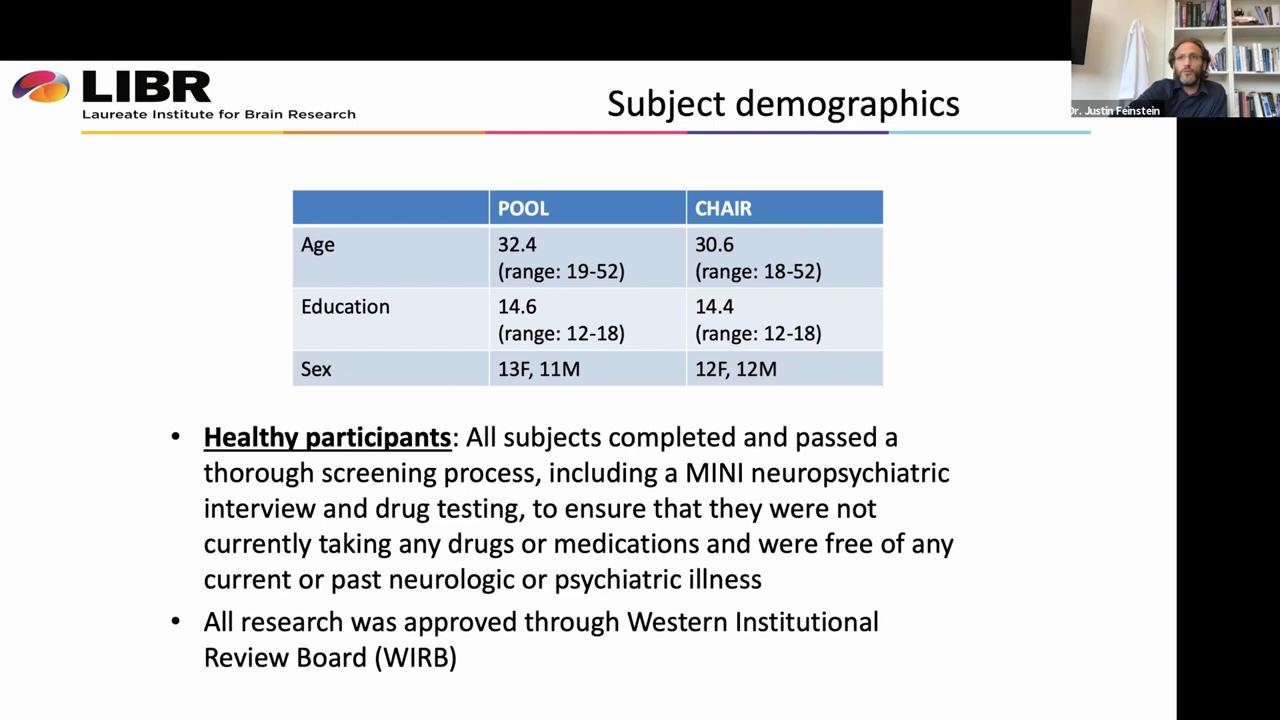 LIBR
Laureate Institute for Brain Research
Subject demographics
Dr. Justin Feinstein
POOL CHAIR
Age 32.4 30.6
(range: 19-52) (range: 18-52)
Education 14.6 14.4
(range: 12-18) (range: 12-18)
Sex 13F, 11M 12F, 12M
• Healthy participants: All subjects completed and passed a
thorough screening process, including a MINI neuropsychiatric
interview and drug testing, to ensure that they were not
currently taking any drugs or medications and were free of any
current or past neurologic or psychiatric illness
• All research was approved through Western Institutional
Review Board (WIRB)